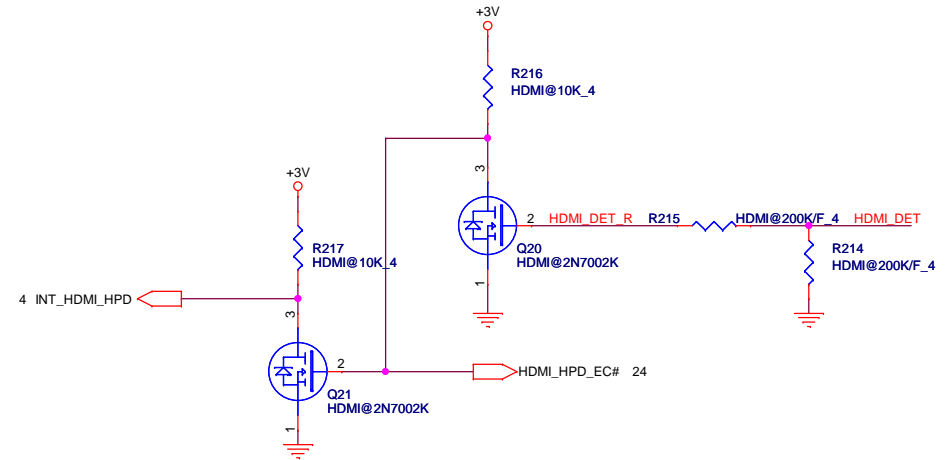 +3V
R216
HDMI@10K_4
3
+3V
2 HDMI_DET_R R215 HDMI@200K/F_4 HDMI_DET
Q20
HDMI@2N7002K
R214
HDMI@200K/F_4
R217
HDMI@10K_4
1
4 INT_HDMI_HPD
3
2
HDMI_HPD_EC# 24
Q21
HDMI@2N7002K
1